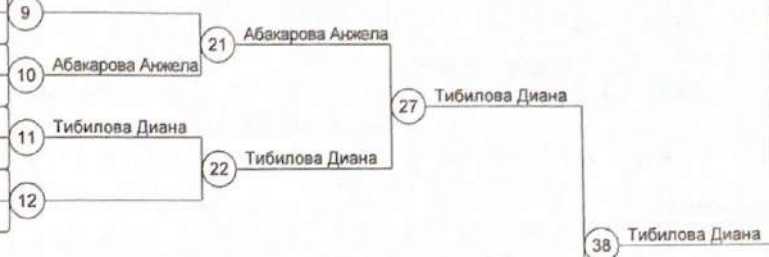 9
21 Абакарова Анжела
10 Абакарова Анжела
27 Тибилова Диана
11 Тибилова Диана
22 Тибилова Диана
12
38 Тибилова Диана